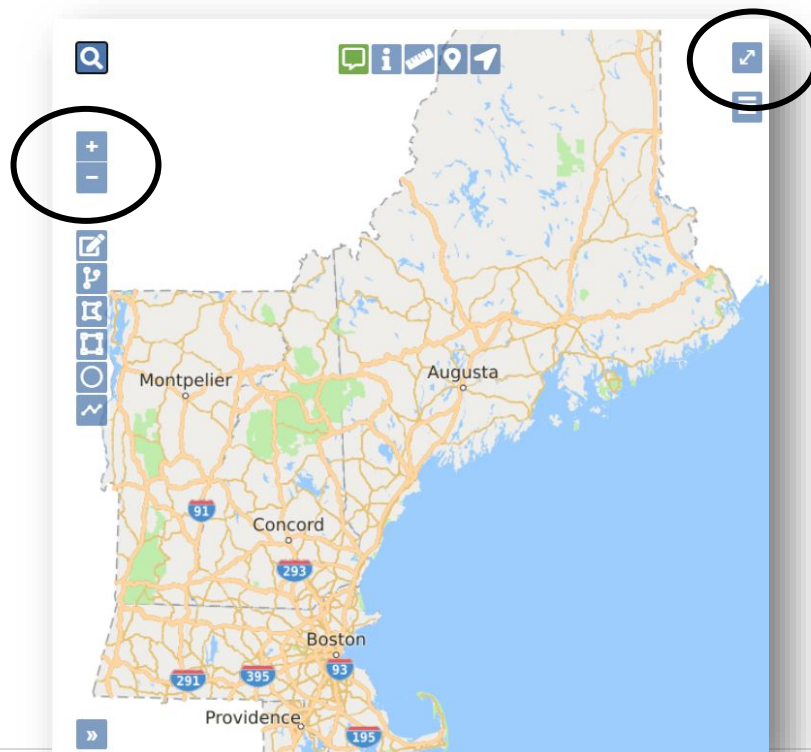 +
−
Montpelier
Augusta
91
Concord
293
Boston
93
395
291
Providence
195
»